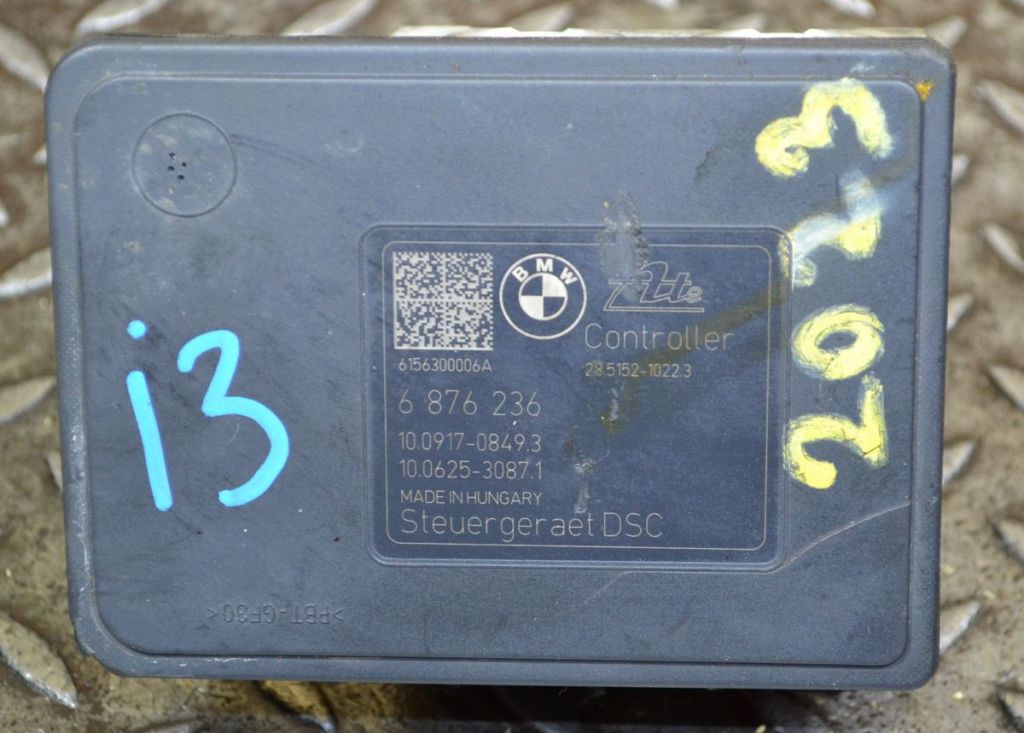 BMW
Ate
Controller
6156300006A
28.5152-1022.3
6 876 236
10.0917-0849.3
10.0625-3087.1
MADE IN HUNGARY
Steuergeraet DSC
i3
2023
>PBT-GF30<